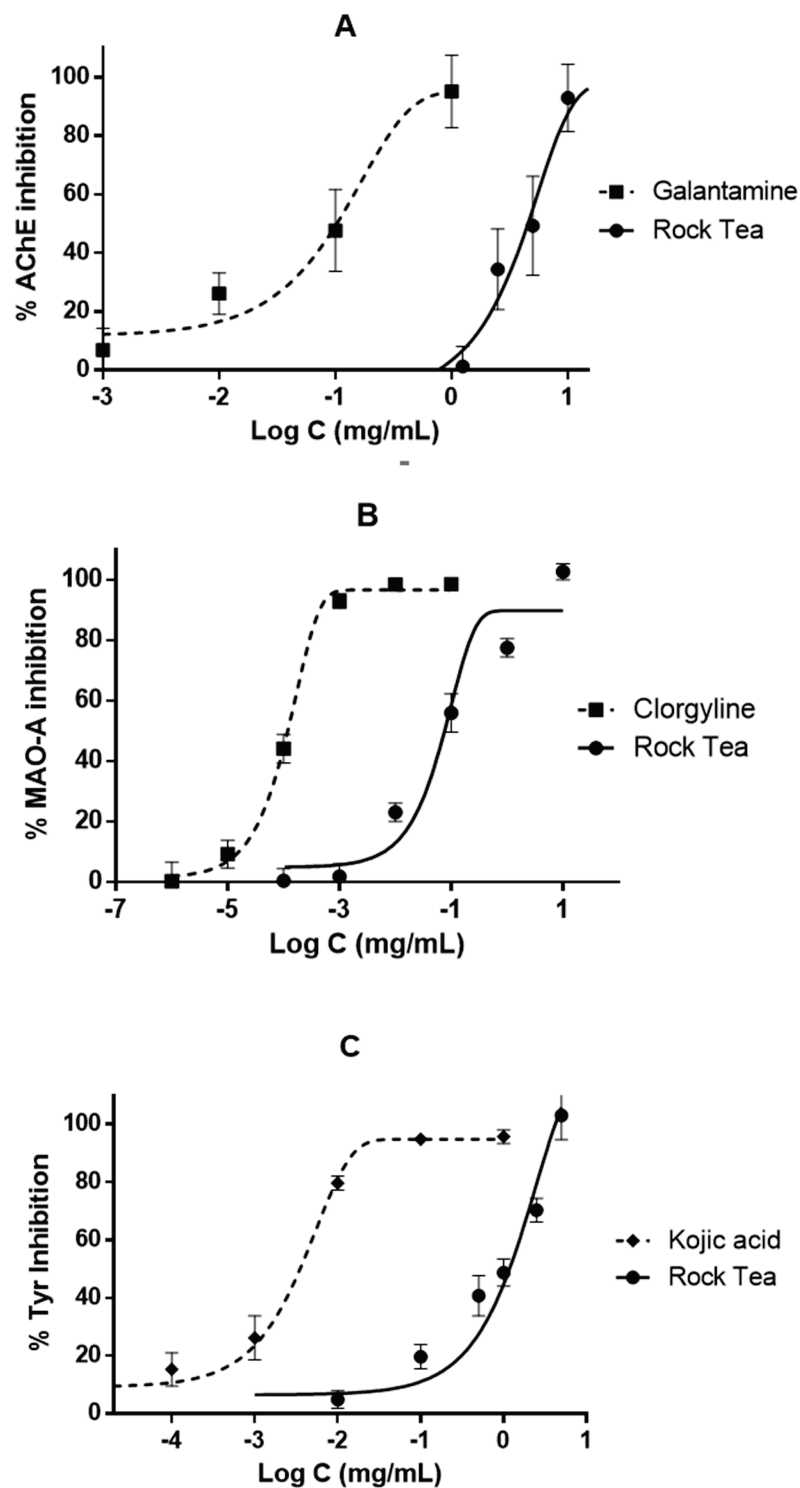 A
% AChE inhibition
100
80
60
40
20
0
-3 -2 -1 0 1
Log C (mg/mL)
Galantamine
Rock Tea
B
% MAO-A inhibition
100
80
60
40
20
0
-7 -5 -3 -1 1
Log C (mg/mL)
Clorgyline
Rock Tea
C
% Tyr Inhibition
100
80
60
40
20
0
-4 -3 -2 -1 0 1
Log C (mg/mL)
Kojic acid
Rock Tea